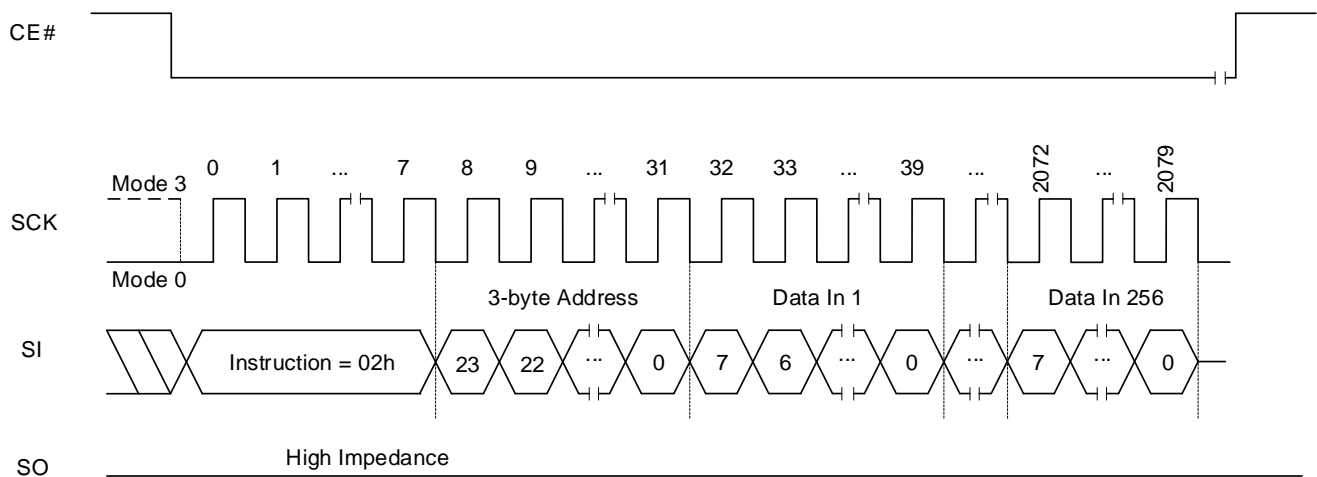 CE#
0 1 ... 7 8 9 ... 31 32 33 ... 39 ... 2072 ... 2079
Mode 3
SCK
Mode 0
3-byte Address Data In 1 Data In 256
SI Instruction = 02h 23 22 ... 0 7 6 ... 0 ... 7 ... 0
High Impedance
SO